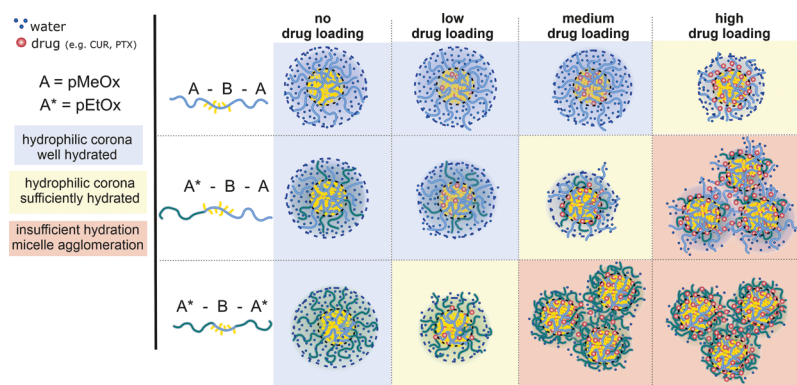 water
drug (e.g. CUR, PTX)
A = pMeOx
A* = pEtOx
hydrophilic corona
well hydrated
hydrophilic corona
sufficiently hydrated
insufficient hydration
micelle agglomeration
no
drug loading
low
drug loading
medium
drug loading
high
drug loading
A - B - A
A* - B - A
A* - B - A*